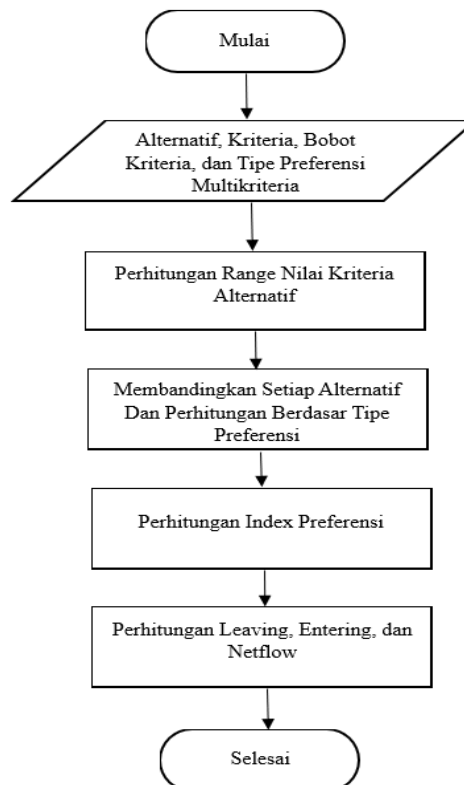 Mulai
Alternatif, Kriteria, Bobot
Kriteria, dan Tipe Preferensi
Multikriteria
Perhitungan Range Nilai Kriteria
Alternatif
Membandingkan Setiap Alternatif
Dan Perhitungan Berdasar Tipe
Preferensi
Perhitungan Index Preferensi
Perhitungan Leaving, Entering, dan
Netflow
Selesai